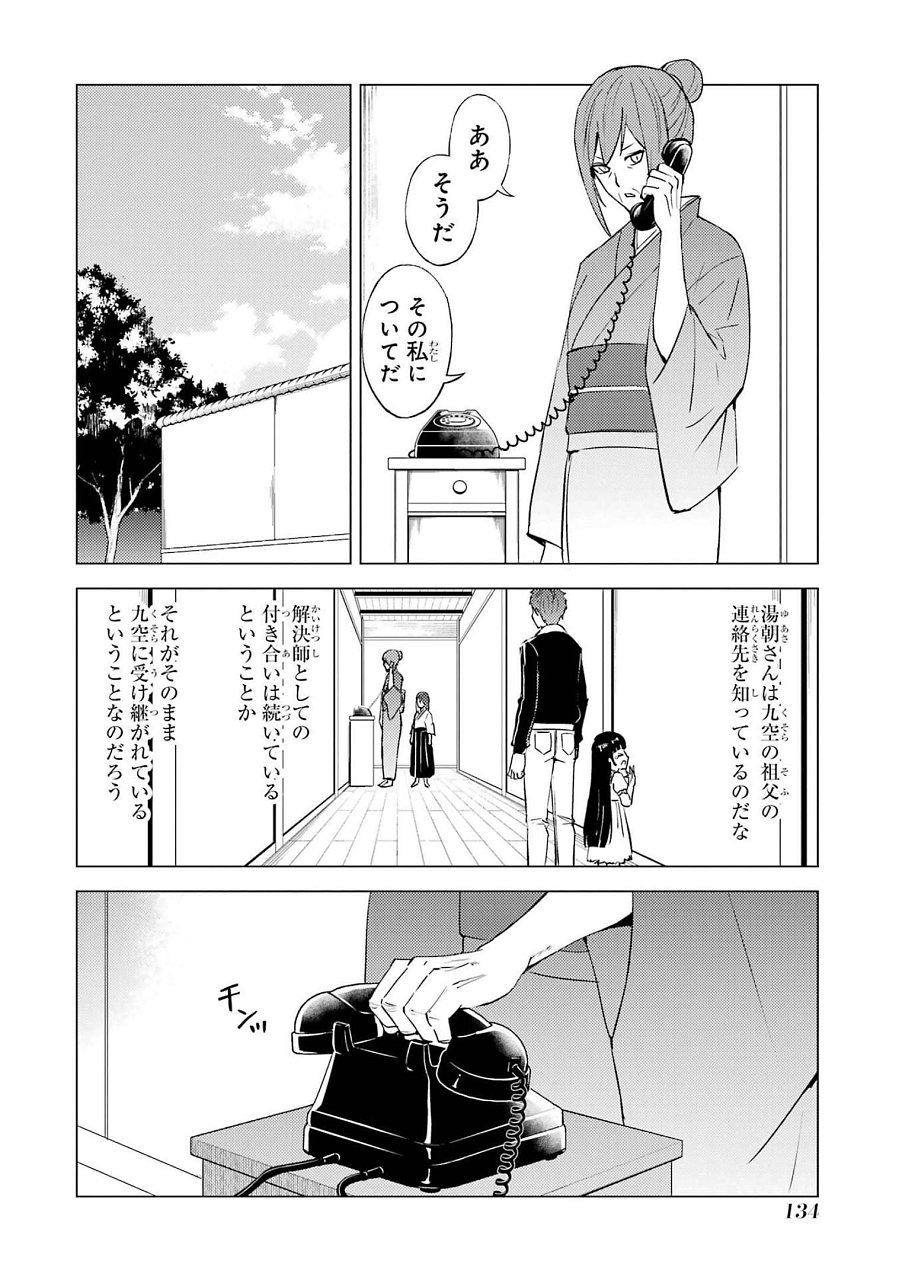 ああ
そうだ
その私に
ついてだ
湯朝さんは九空の祖父の
連絡先を知っているのだな
解決師としての
付き合いは続いている
ということか
それがそのまま
九空に受け継がれている
ということなのだろう
チンッ
134